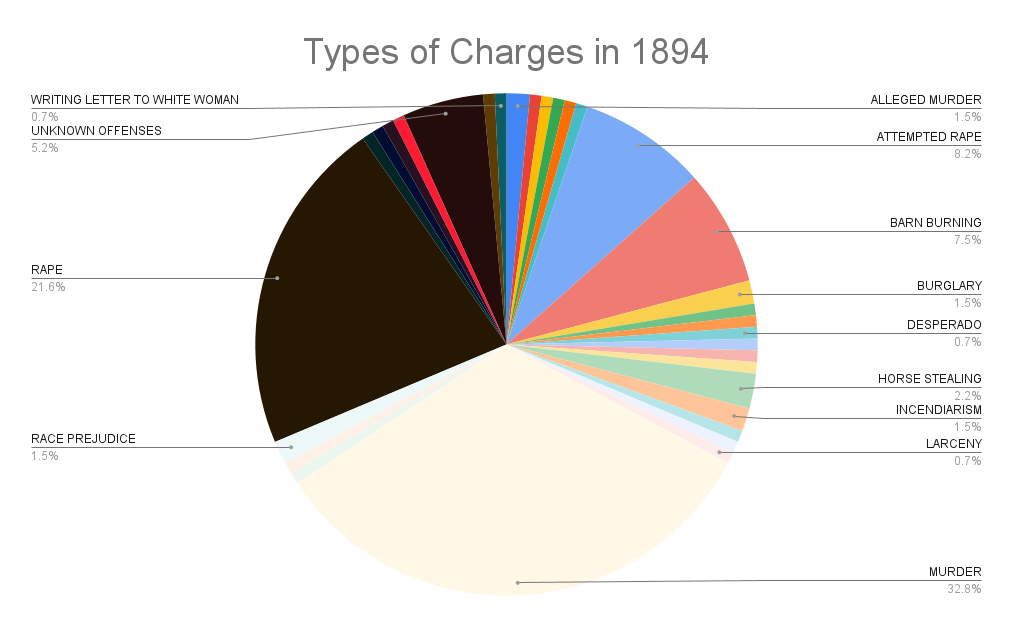 Types of Charges in 1894
WRITING LETTER TO WHITE WOMAN
0.7%
UNKNOWN OFFENSES
5.2%
RAPE
21.6%
RACE PREJUDICE
1.5%
ALLEGED MURDER
1.5%
ATTEMPTED RAPE
8.2%
BARN BURNING
7.5%
BURGLARY
1.5%
DESPERADO
0.7%
HORSE STEALING
2.2%
INCENDIARISM
1.5%
LARCENY
0.7%
MURDER
32.8%